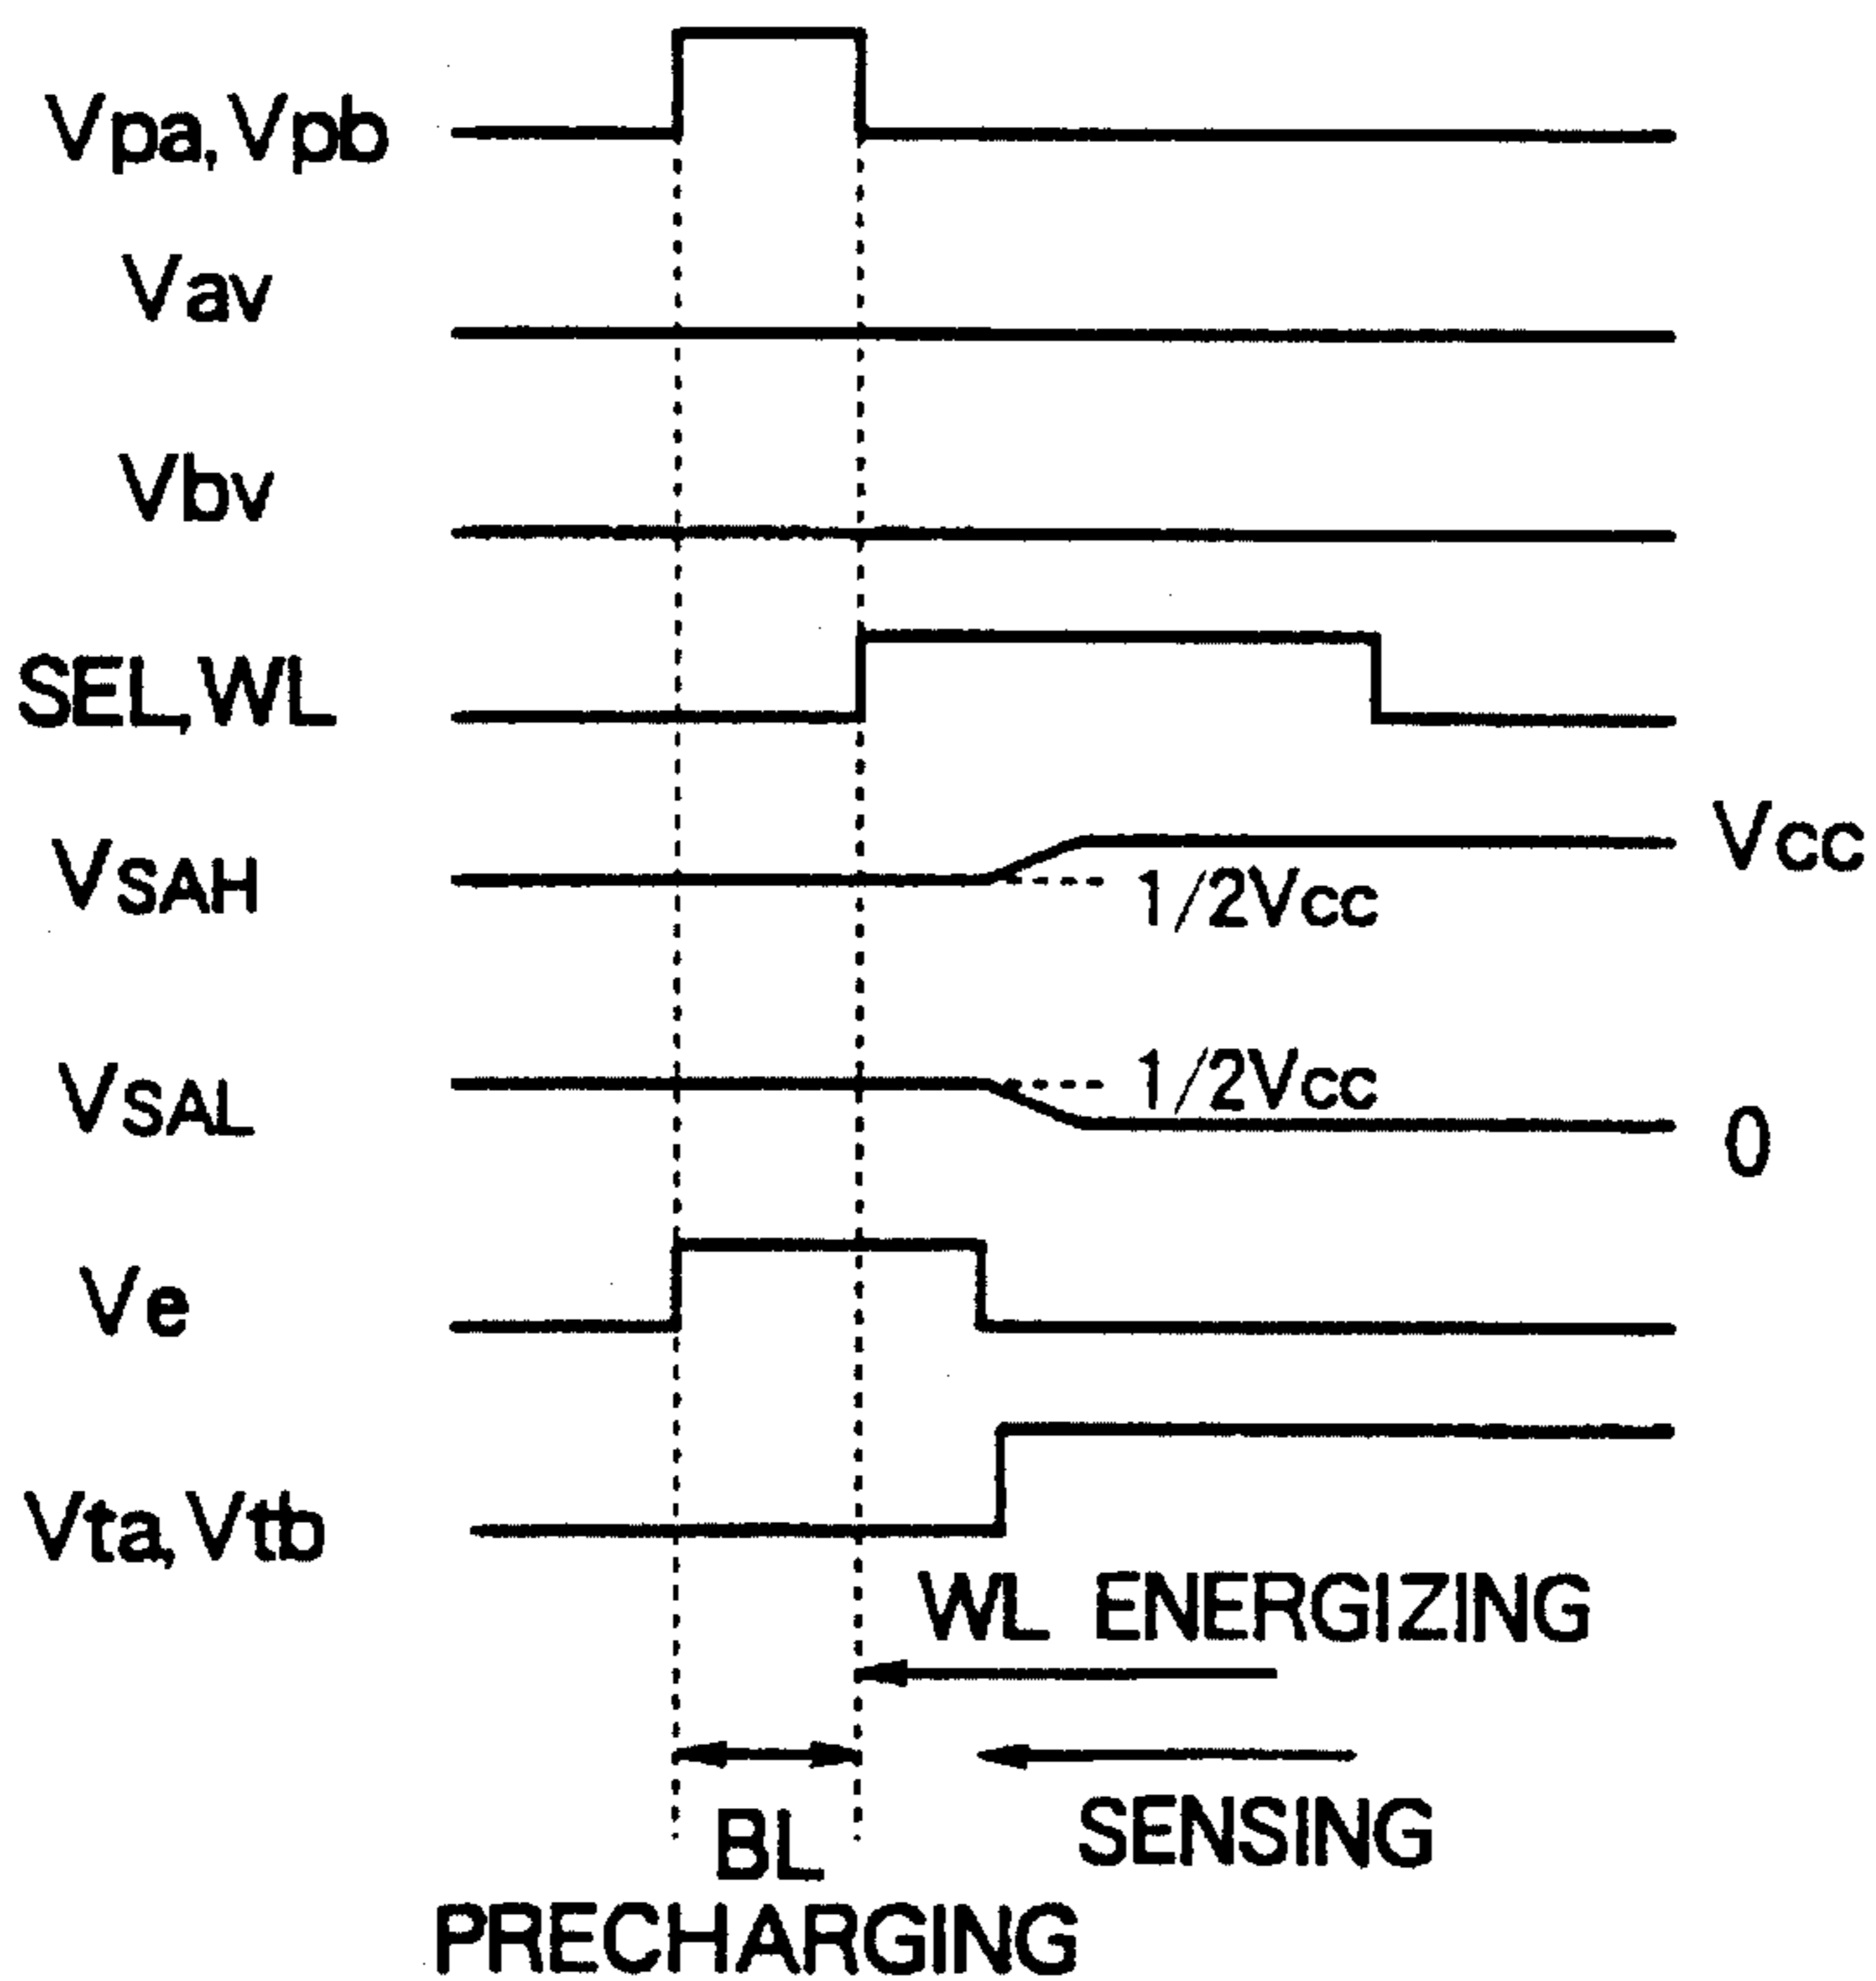 Vpa, Vpb
Vav
Vbv
SEL, WL
Vcc
VSAH
1/2Vcc
1/2Vcc
VSAL
0
Ve
Vta, Vtb
WL ENERGIZING
SENSING
BL
PRECHARGING